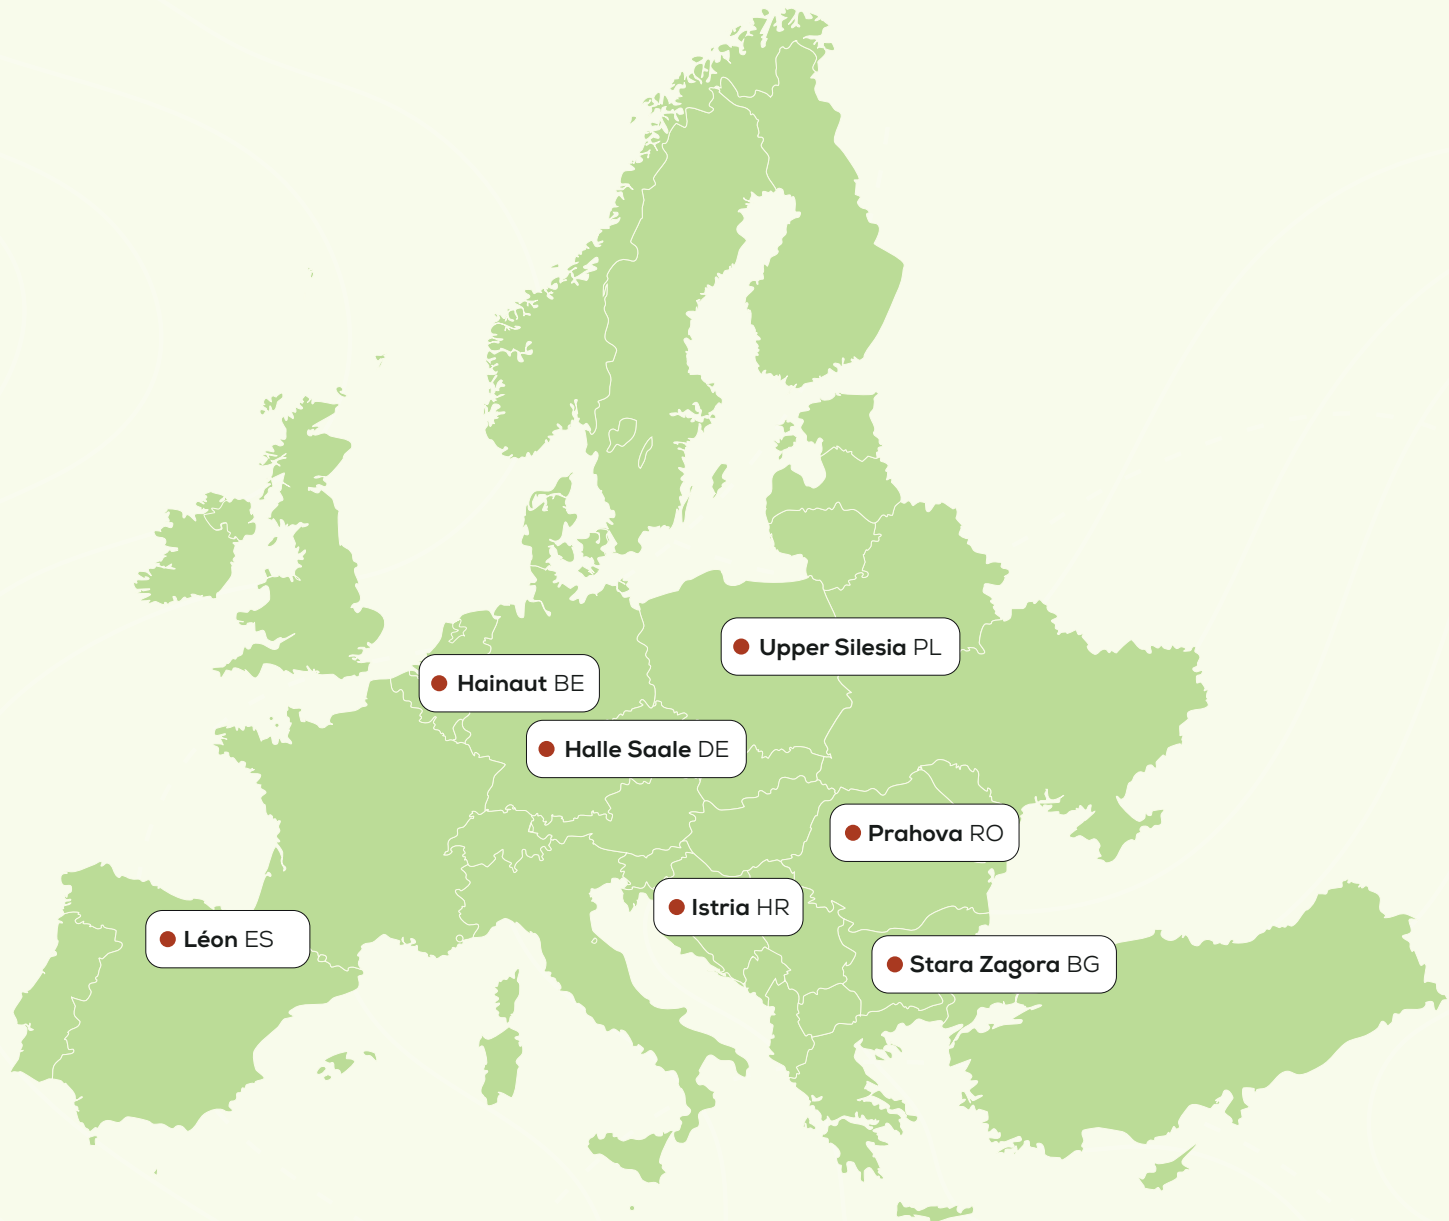 Upper Silesia PL
Hainaut BE
Halle Saale DE
Prahova RO
Istria HR
Léon ES
Stara Zagora BG